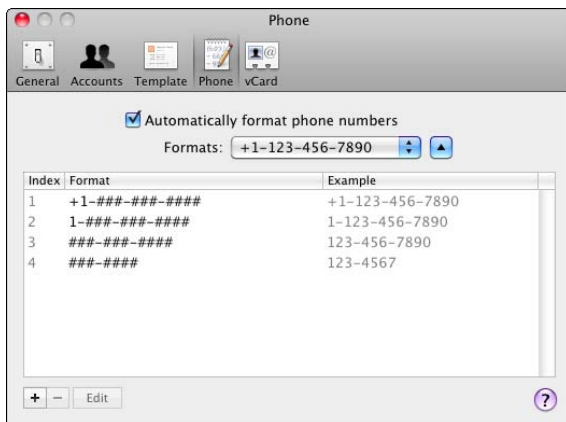 Phone
General Accounts Template Phone vCard
Automatically format phone numbers
Formats: +1-123-456-7890
Index Format Example
1 +1-###-###-#### +1-123-456-7890
2 1-###-###-#### 1-123-456-7890
3 ###-###-#### 123-456-7890
4 ###-#### 123-4567
+ − Edit ?